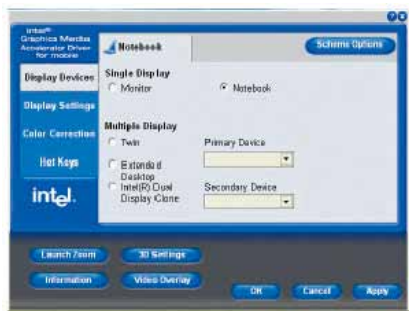 intel®
Graphics Media
Accelerator Driver
for mobile
Notebook
Scheme Options
Display Devices
Display Settings
Color Correction
Hot Keys
intel.
Single Display
Monitor
Notebook
Multiple Display
Twin
Primary Device
Extended
Desktop
Intel(R) Dual
Display Clone
Secondary Device
Launch Zoom
3D Settings
Information
Video Overlay
OK
Cancel
Apply